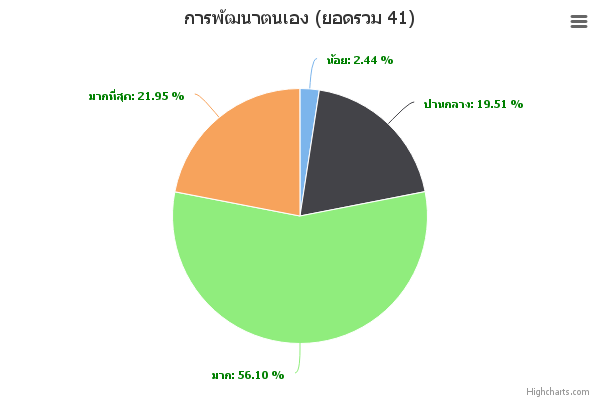 การพัฒนาตนเอง (ยอดรวม 41)
น้อย: 2.44 %
มากที่สุด: 21.95 %
ปานกลาง: 19.51 %
มาก: 56.10 %
Highcharts.com